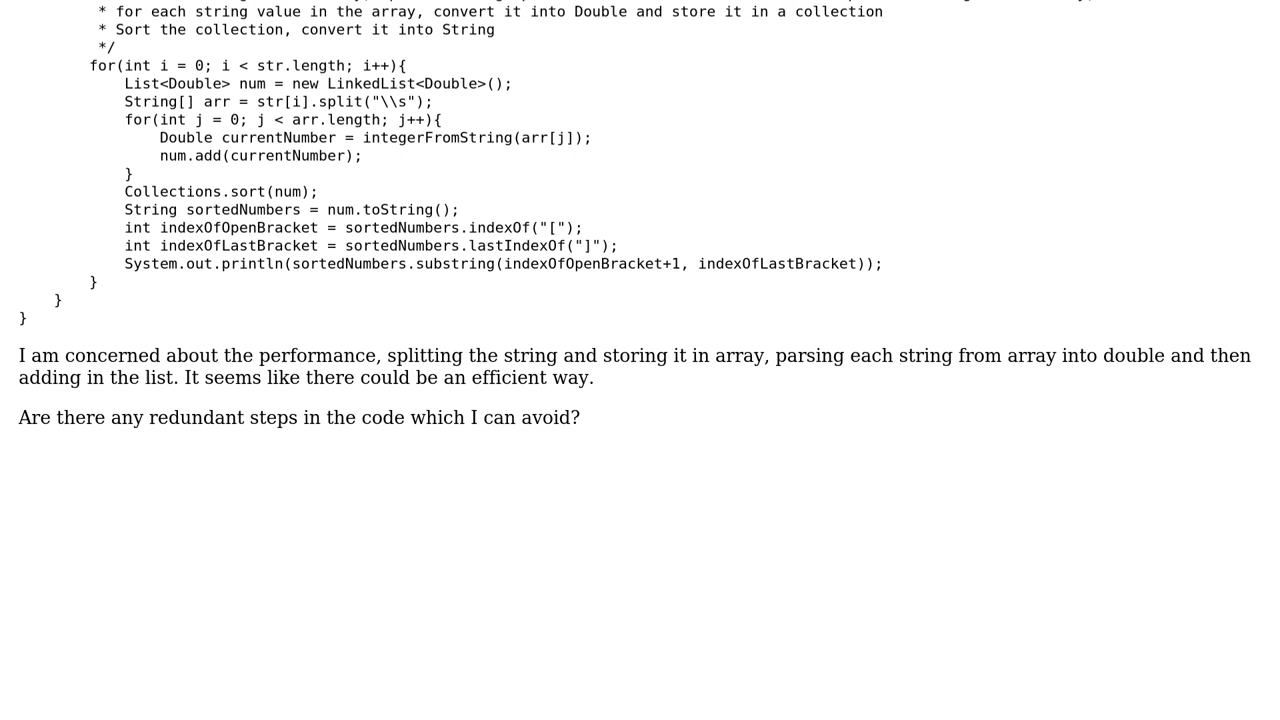 * for each string value in the array, convert it into Double and store it in a collection
* Sort the collection, convert it into String
*/
for(int i = 0; i < str.length; i++){
List<Double> num = new LinkedList<Double>();
String[] arr = str[i].split("\\s");
for(int j = 0; j < arr.length; j++){
Double currentNumber = integerFromString(arr[j]);
num.add(currentNumber);
}
Collections.sort(num);
String sortedNumbers = num.toString();
int indexOfOpenBracket = sortedNumbers.indexOf("[");
int indexOfLastBracket = sortedNumbers.lastIndexOf("]");
System.out.println(sortedNumbers.substring(indexOfOpenBracket+1, indexOfLastBracket));
}
}
}
I am concerned about the performance, splitting the string and storing it in array, parsing each string from array into double and then
adding in the list. It seems like there could be an efficient way.
Are there any redundant steps in the code which I can avoid?